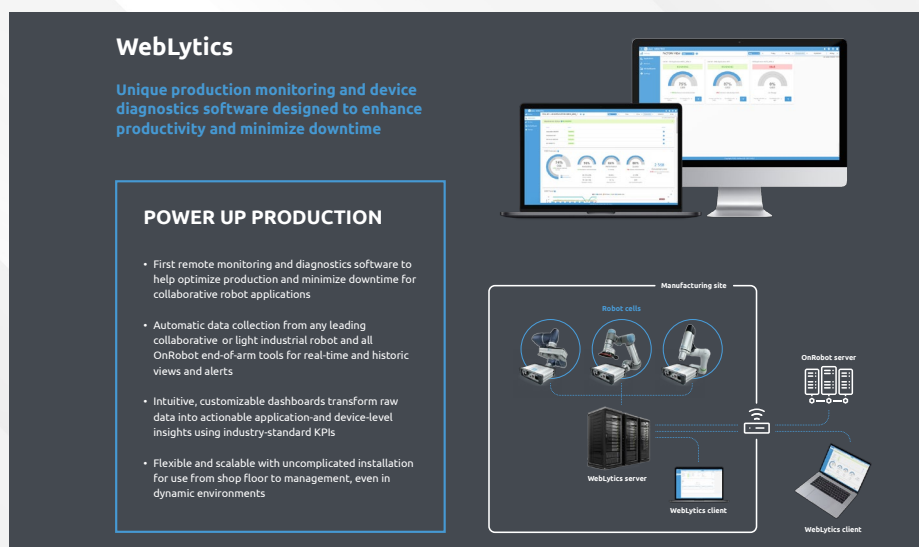 WebLytics
Unique production monitoring and device
diagnostics software designed to enhance
productivity and minimize downtime
POWER UP PRODUCTION
• First remote monitoring and diagnostics software to
help optimize production and minimize downtime for
collaborative robot applications
• Automatic data collection from any leading
collaborative or light industrial robot and all
OnRobot end-of-arm tools for real-time and historic
views and alerts
• Intuitive, customizable dashboards transform raw
data into actionable application-and device-level
insights using industry-standard KPIs
• Flexible and scalable with uncomplicated installation
for use from shop floor to management, even in
dynamic environments
Manufacturing site
Robot cells
OnRobot server
WebLytics server
WebLytics client
WebLytics client